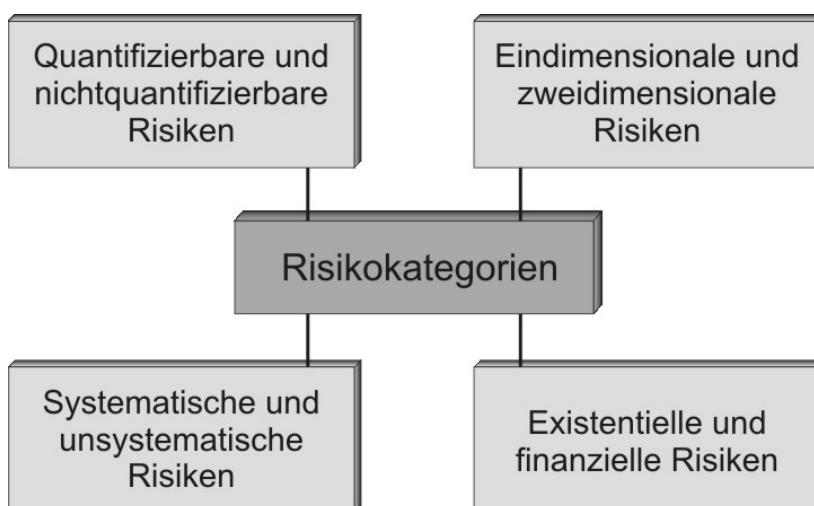 Quantifizierbare und
nichtquantifizierbare
Risiken
Eindimensionale und
zweidimensionale
Risiken
Risikokategorien
Systematische und
unsystematische
Risiken
Existentielle und
finanzielle Risiken